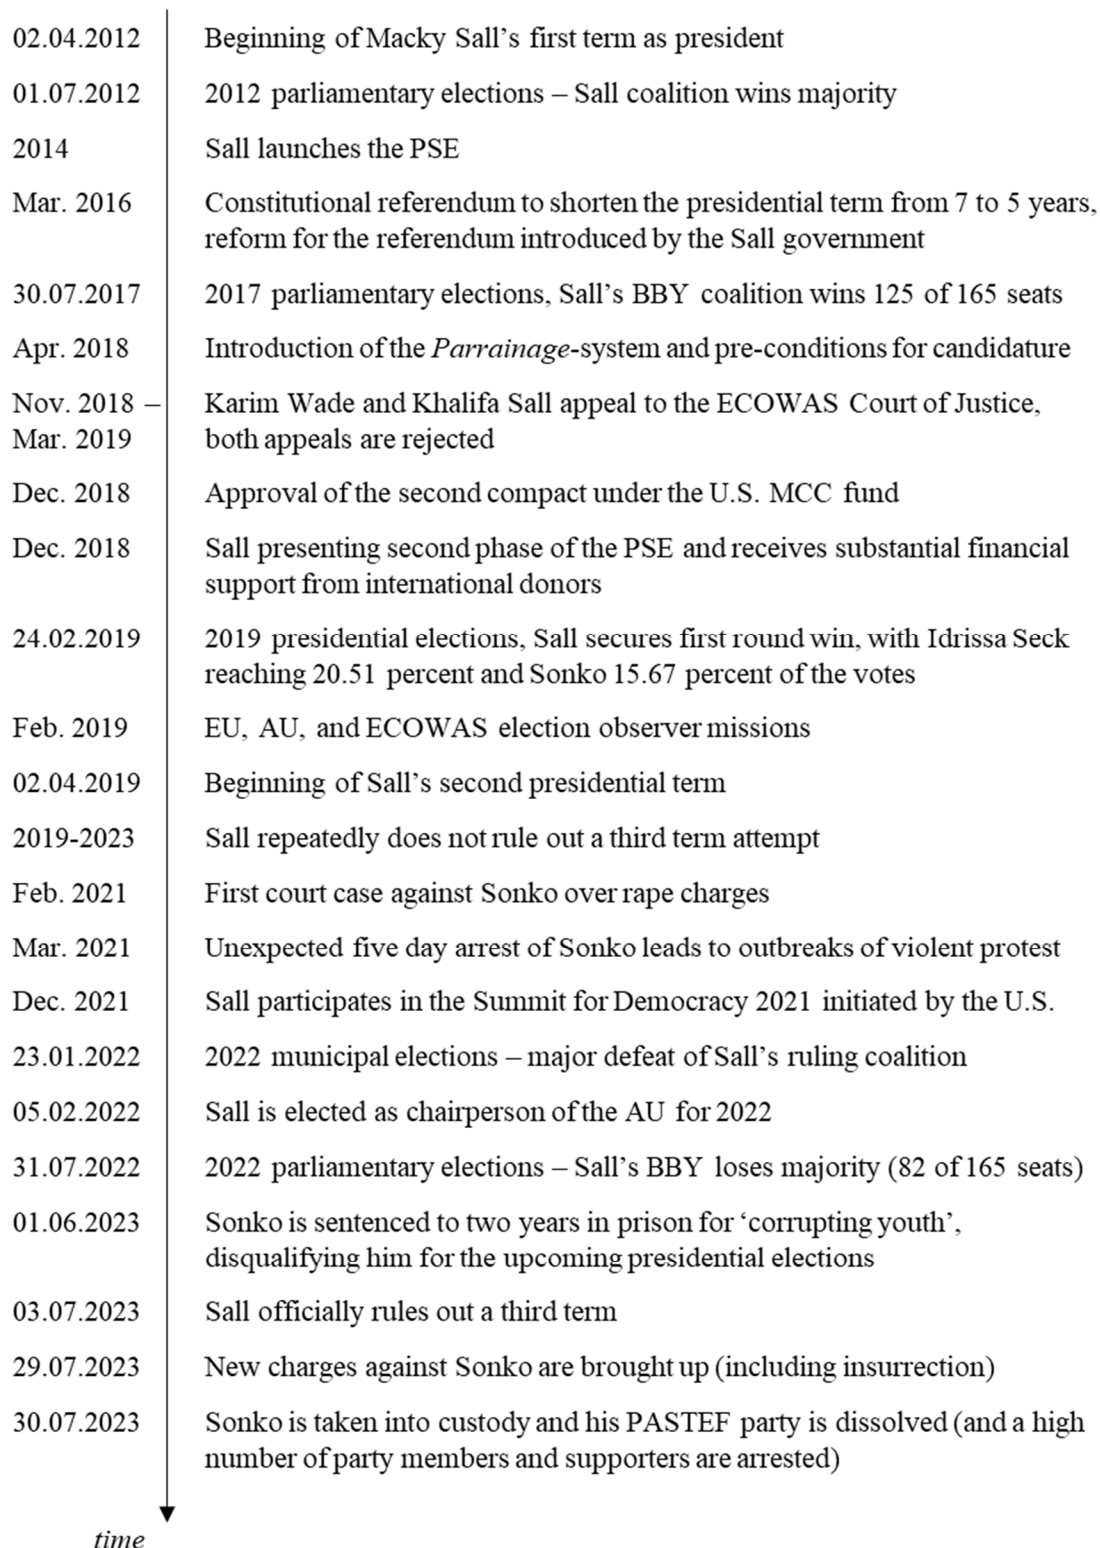 02.04.2012 Beginning of Macky Sall’s first term as president
01.07.2012 2012 parliamentary elections – Sall coalition wins majority
2014 Sall launches the PSE
Mar. 2016 Constitutional referendum to shorten the presidential term from 7 to 5 years,
reform for the referendum introduced by the Sall government
30.07.2017 2017 parliamentary elections, Sall’s BBY coalition wins 125 of 165 seats
Apr. 2018 Introduction of the Parrainage-system and pre-conditions for candidature
Nov. 2018 – Karim Wade and Khalifa Sall appeal to the ECOWAS Court of Justice,
Mar. 2019 both appeals are rejected
Dec. 2018 Approval of the second compact under the U.S. MCC fund
Dec. 2018 Sall presenting second phase of the PSE and receives substantial financial
support from international donors
24.02.2019 2019 presidential elections, Sall secures first round win, with Idrissa Seck
reaching 20.51 percent and Sonko 15.67 percent of the votes
Feb. 2019 EU, AU, and ECOWAS election observer missions
02.04.2019 Beginning of Sall’s second presidential term
2019-2023 Sall repeatedly does not rule out a third term attempt
Feb. 2021 First court case against Sonko over rape charges
Mar. 2021 Unexpected five day arrest of Sonko leads to outbreaks of violent protest
Dec. 2021 Sall participates in the Summit for Democracy 2021 initiated by the U.S.
23.01.2022 2022 municipal elections – major defeat of Sall’s ruling coalition
05.02.2022 Sall is elected as chairperson of the AU for 2022
31.07.2022 2022 parliamentary elections – Sall’s BBY loses majority (82 of 165 seats)
01.06.2023 Sonko is sentenced to two years in prison for ‘corrupting youth’,
disqualifying him for the upcoming presidential elections
03.07.2023 Sall officially rules out a third term
29.07.2023 New charges against Sonko are brought up (including insurrection)
30.07.2023 Sonko is taken into custody and his PASTEF party is dissolved (and a high
number of party members and supporters are arrested)
time